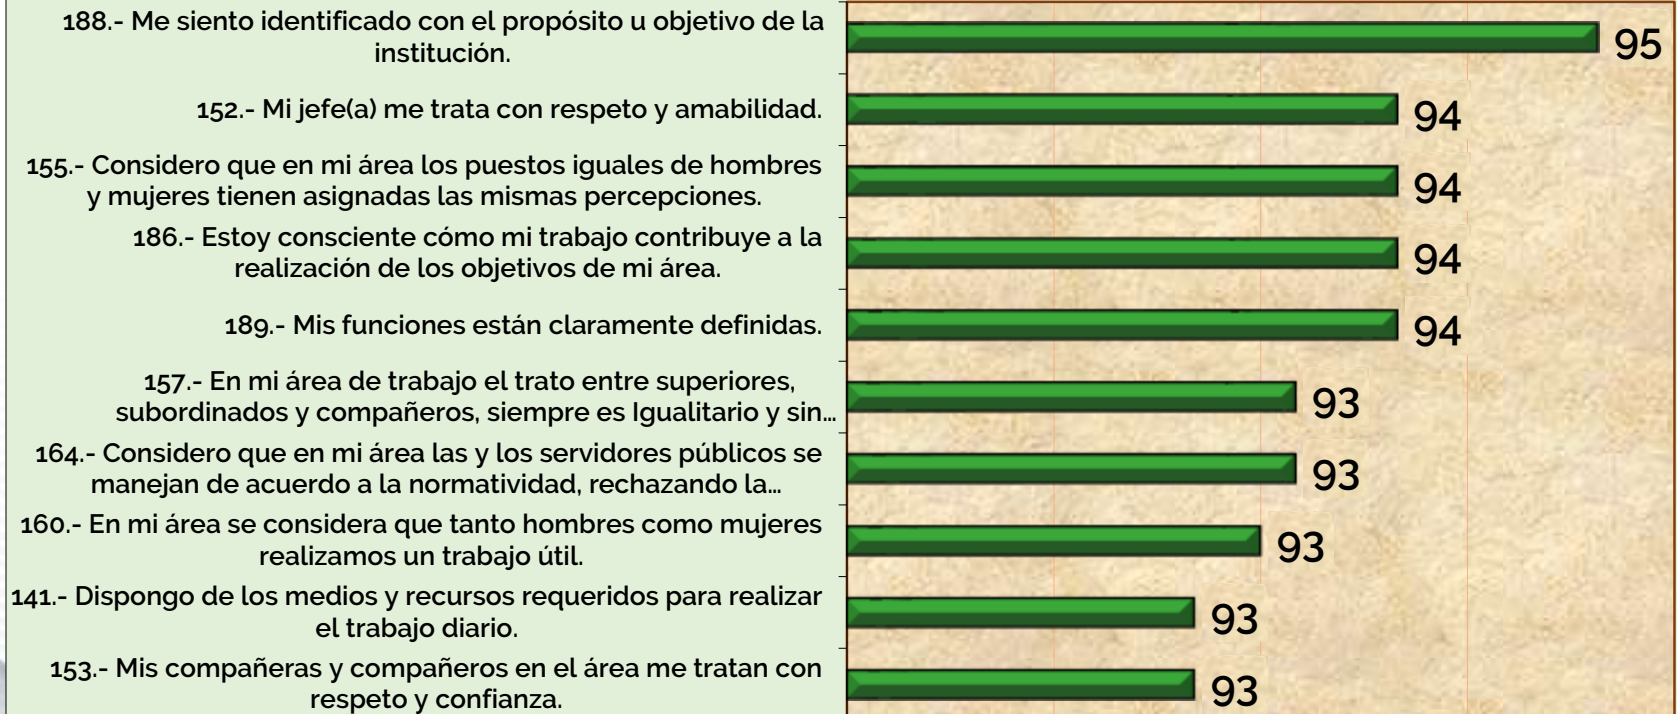 188.- Me siento identificado con el propósito u objetivo de la
institución.
95
152.- Mi jefe(a) me trata con respeto y amabilidad.
94
155.- Considero que en mi área los puestos iguales de hombres
y mujeres tienen asignadas las mismas percepciones.
94
186.- Estoy consciente cómo mi trabajo contribuye a la
realización de los objetivos de mi área.
94
189.- Mis funciones están claramente definidas.
94
157.- En mi área de trabajo el trato entre superiores,
subordinados y compañeros, siempre es Igualitario y sin...
93
164.- Considero que en mi área las y los servidores públicos se
manejan de acuerdo a la normatividad, rechazando la...
93
160.- En mi área se considera que tanto hombres como mujeres
realizamos un trabajo útil.
93
141.- Dispongo de los medios y recursos requeridos para realizar
el trabajo diario.
93
153.- Mis compañeras y compañeros en el área me tratan con
respeto y confianza.
93